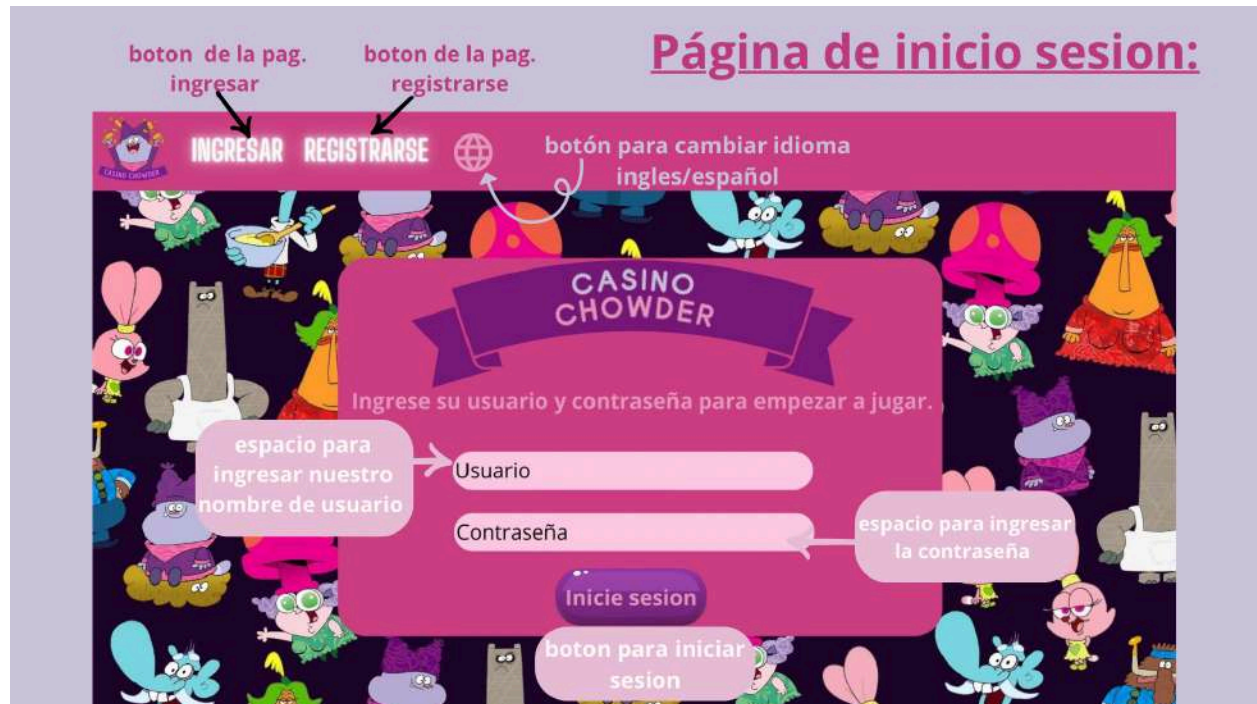 Página de inicio sesion:
boton de la pag.
ingresar
boton de la pag.
registrarse
CASINO CHOWDER
INGRESAR
REGISTRARSE
botón para cambiar idioma
ingles/español
CASINO
CHOWDER
Ingrese su usuario y contraseña para empezar a jugar.
espacio para
ingresar nuestro
nombre de usuario
Usuario
Contraseña
espacio para ingresar
la contraseña
Inicie sesion
boton para iniciar
sesion